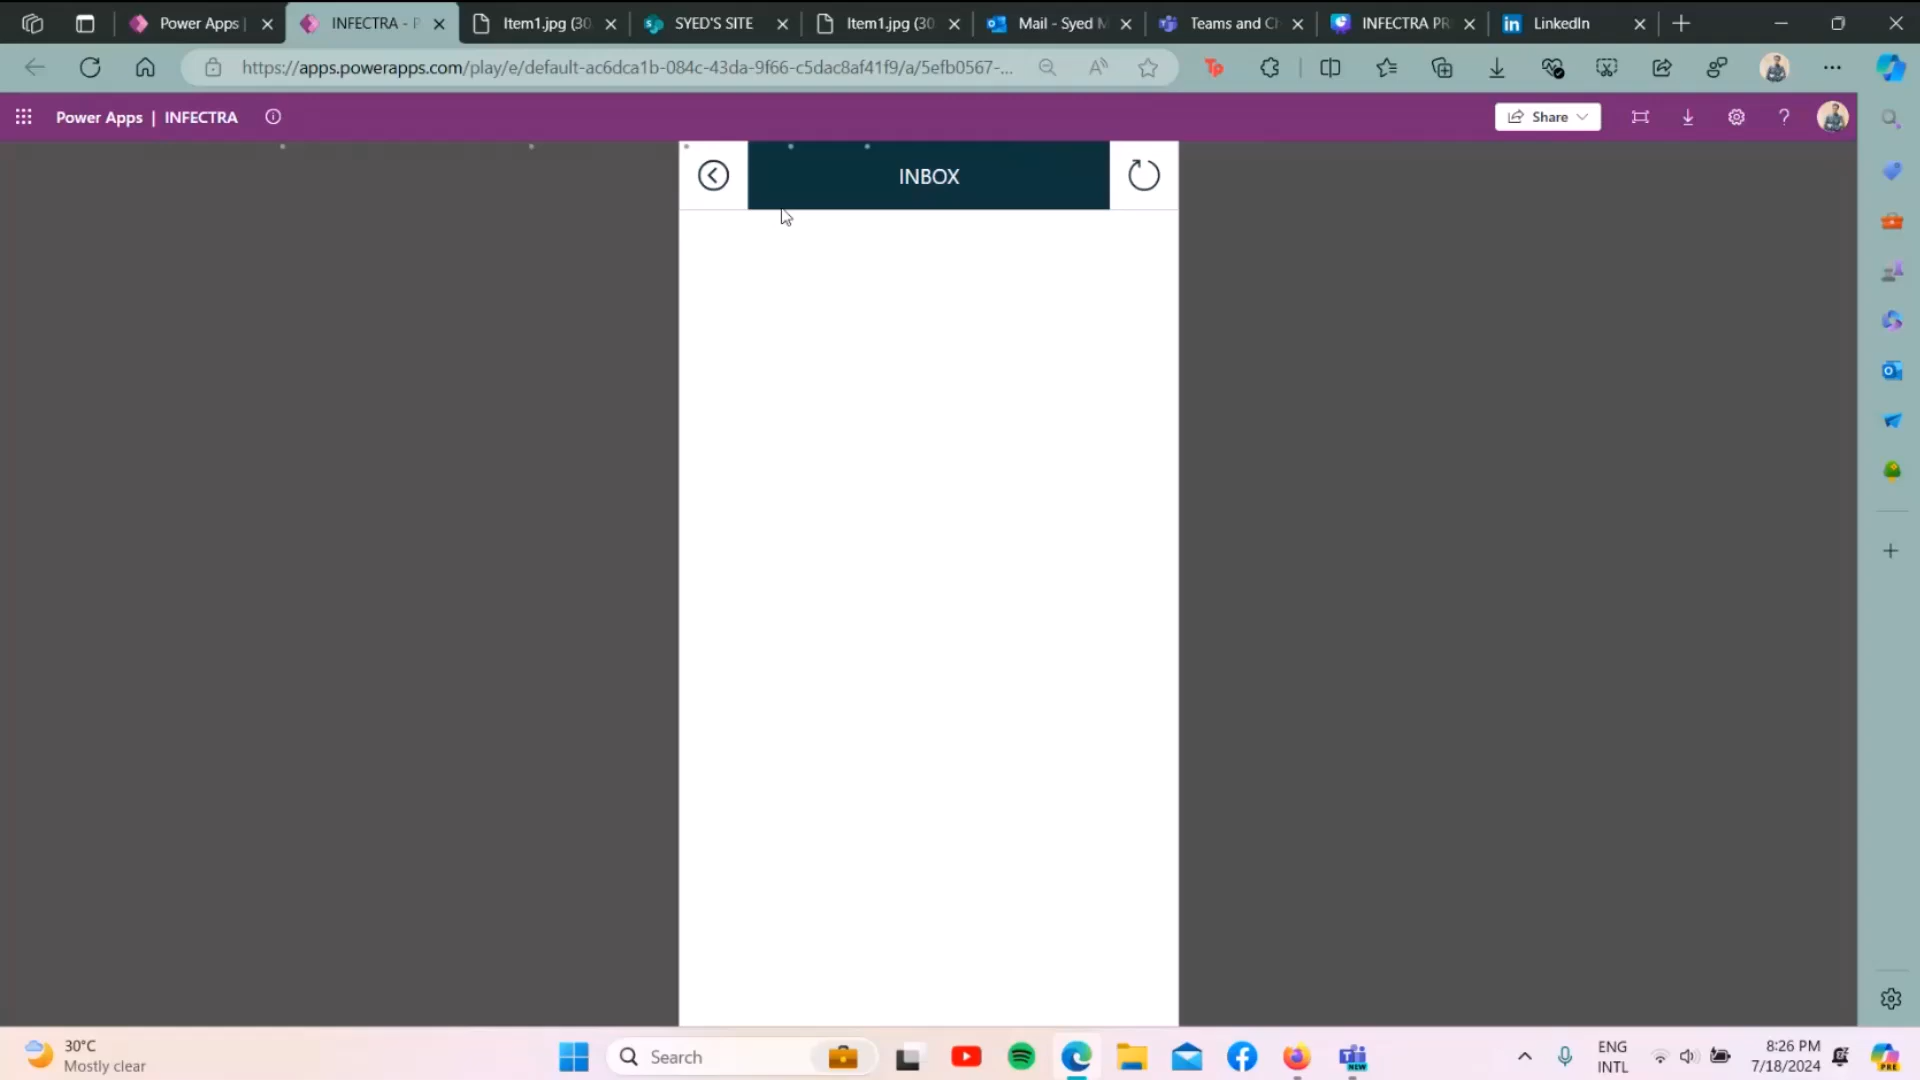 Power Apps |
INFECTRA - P
Item1.jpg (30
SYED'S SITE
Item1.jpg (30
Mail - Syed M
Teams and Ch
INFECTRA PR
LinkedIn
https://apps.powerapps.com/play/e/default-ac6dca1b-084c-43da-9f66-c5dac8af41f9/a/5efb0567-...
Power Apps | INFECTRA
Share
INBOX
30°C
Mostly clear
Search
ENG
INTL
8:26 PM
7/18/2024